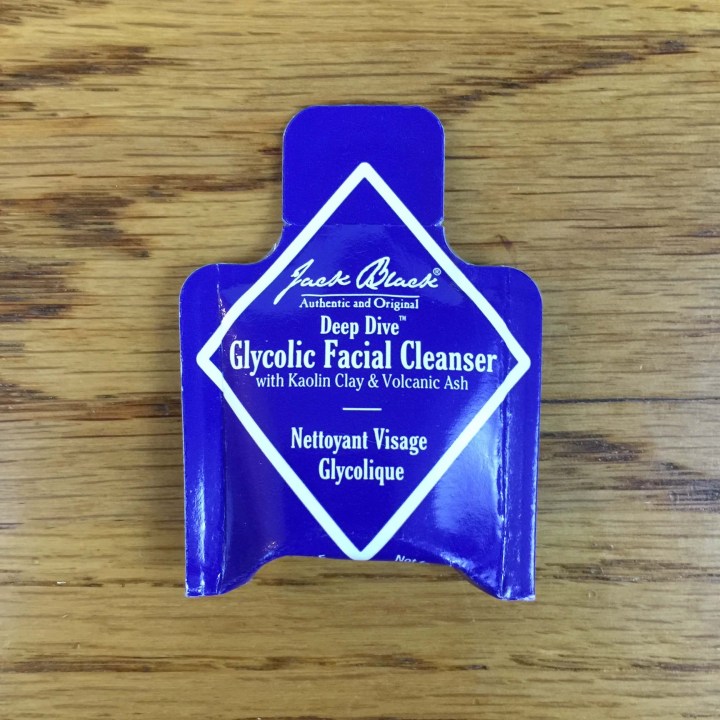 Jack Black®
Authentic and Original
Deep Dive™
Glycolic Facial Cleanser
with Kaolin Clay & Volcanic Ash
Nettoyant Visage
Glycolique